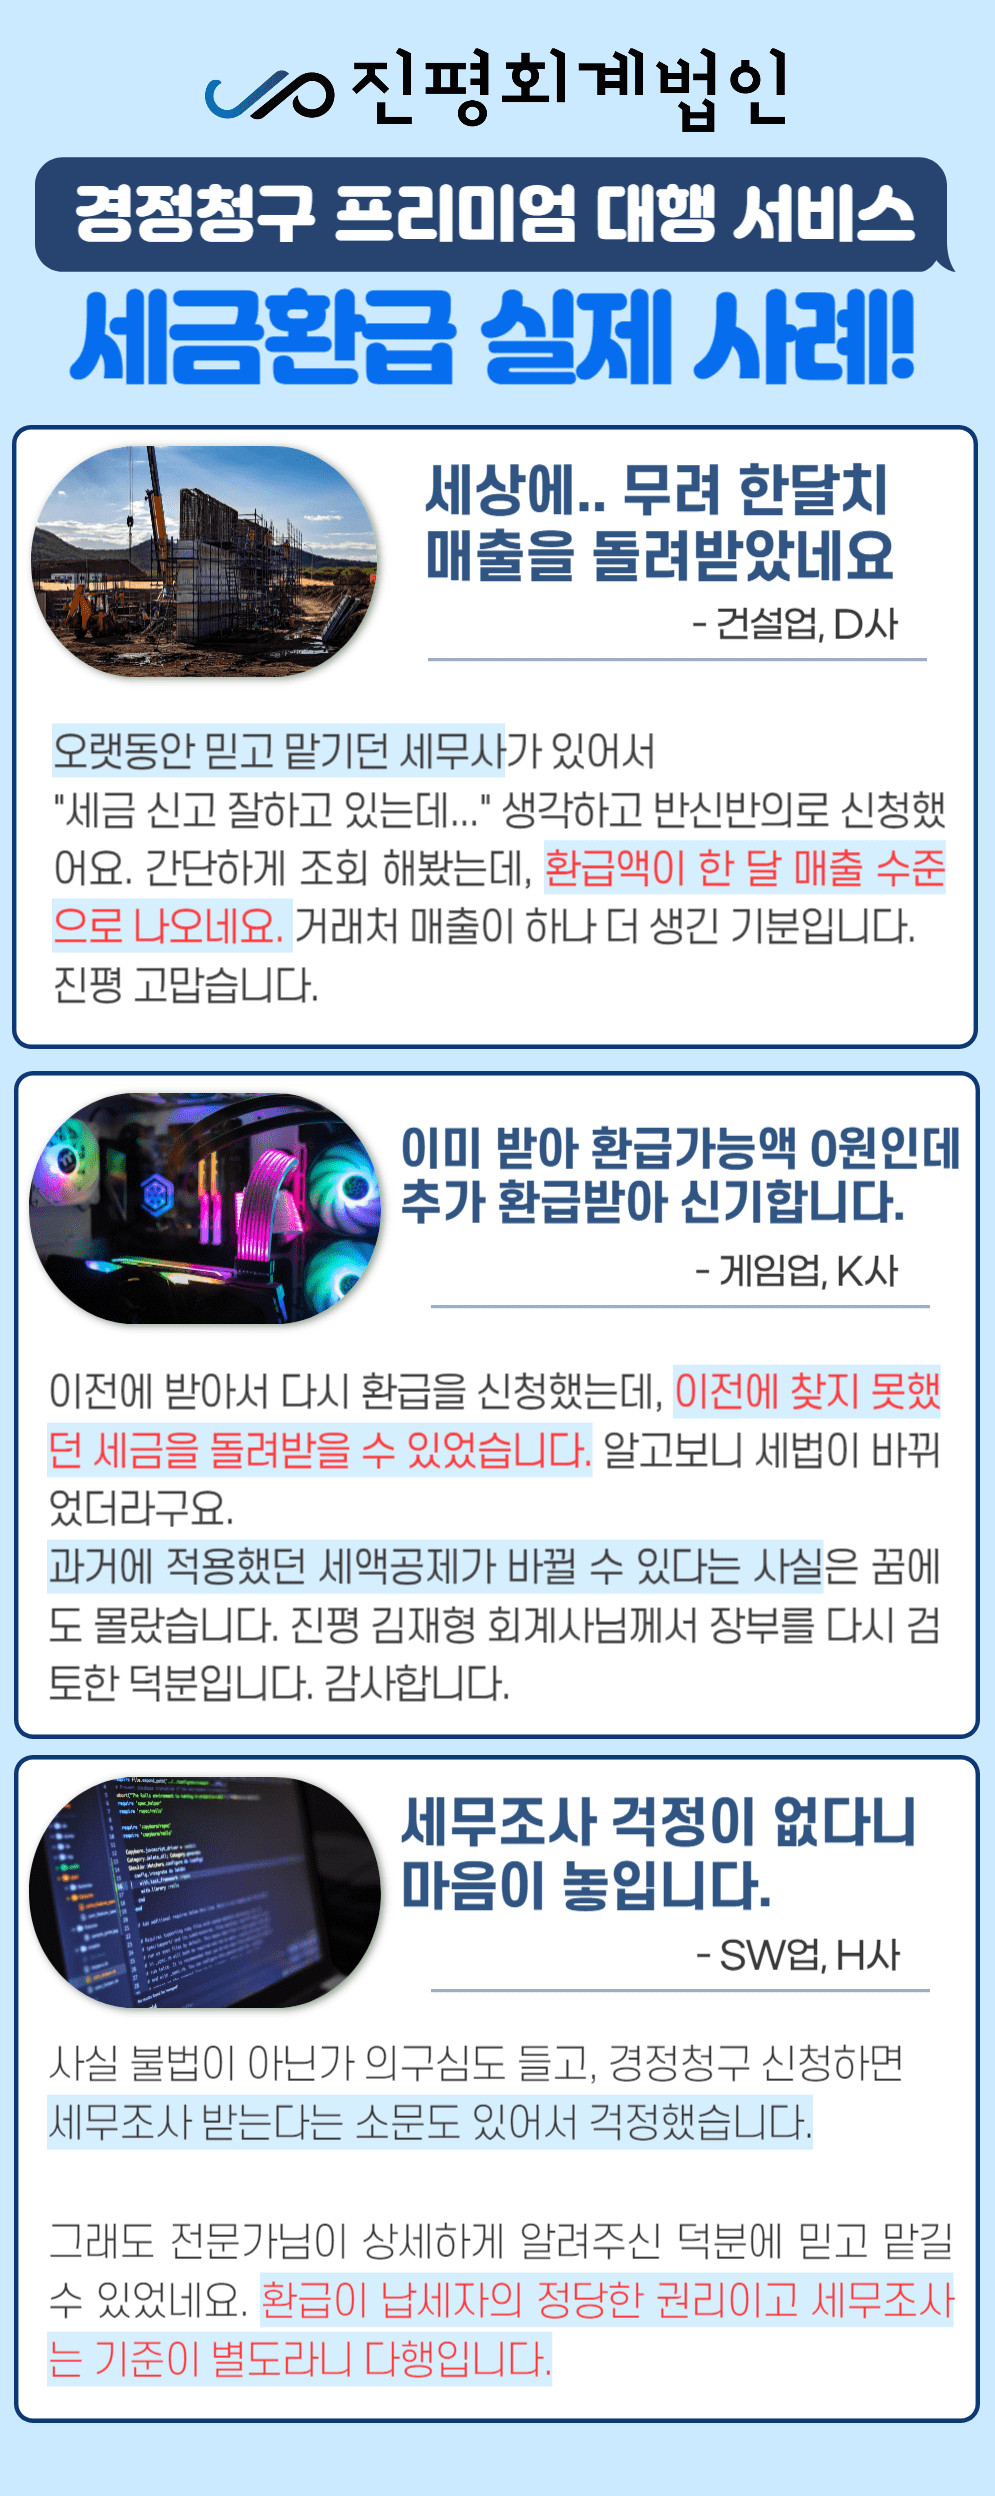 진평회계법인
경정청구 프리미엄 대행 서비스
세금환급 실제 사례!
세상에.. 무려 한달치
매출을 돌려받았네요
- 건설업, D사
오랫동안 믿고 맡기던 세무사가 있어서
"세금 신고 잘하고 있는데..." 생각하고 반신반의로 신청했
어요. 간단하게 조회 해봤는데, 환급액이 한 달 매출 수준
으로 나오네요. 거래처 매출이 하나 더 생긴 기분입니다.
진평 고맙습니다.
이미 받아 환급가능액 0원인데
추가 환급받아 신기합니다.
- 게임업, K사
이전에 받아서 다시 환급을 신청했는데, 이전에 찾지 못했
던 세금을 돌려받을 수 있었습니다. 알고보니 세법이 바뀌
었더라구요.
과거에 적용했던 세액공제가 바뀔 수 있다는 사실은 꿈에
도 몰랐습니다. 진평 김재형 회계사님께서 장부를 다시 검
토한 덕분입니다. 감사합니다.
세무조사 걱정이 없다니
마음이 놓입니다.
- SW업, H사
사실 불법이 아닌가 의구심도 들고, 경정청구 신청하면
세무조사 받는다는 소문도 있어서 걱정했습니다.
그래도 전문가님이 상세하게 알려주신 덕분에 믿고 맡길
수 있었네요. 환급이 납세자의 정당한 권리이고 세무조사
는 기준이 별도라니 다행입니다.